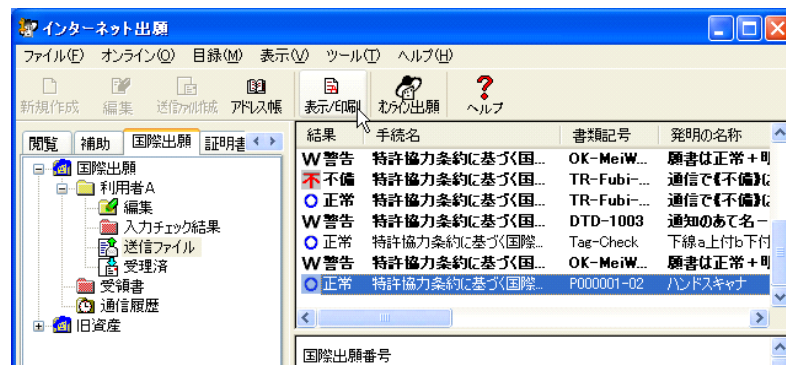 インターネット出願
ファイル(F) オンライン(O) 目録(M) 表示(V) ツール(T) ヘルプ(H)
新規作成 編集 送信ファイル作成 アドレス帳 表示/印刷 オンライン出願 ヘルプ
閲覧 補助 国際出願 証明書
国際出願
利用者A
編集
入力チェック結果
送信ファイル
受理済
受領書
通信履歴
旧資産
結果 手続名 書類記号 発明の名称
W警告 特許協力条約に基づく国... OK-MeiW... 願書は正常+明
不 不備 特許協力条約に基づく国... TR-Fubi-... 通信で【不備】(
正常 特許協力条約に基づく国... TR-Fubi-... 通信で【不備】(
W警告 特許協力条約に基づく国... DTD-1003 通知のあて名-
正常 特許協力条約に基づく国際... Tag-Check 下線a上付b下付
W警告 特許協力条約に基づく国... OK-MeiW... 願書は正常+明
正常 特許協力条約に基づく国際... P000001-02 ハンドスキャナ
国際出願番号